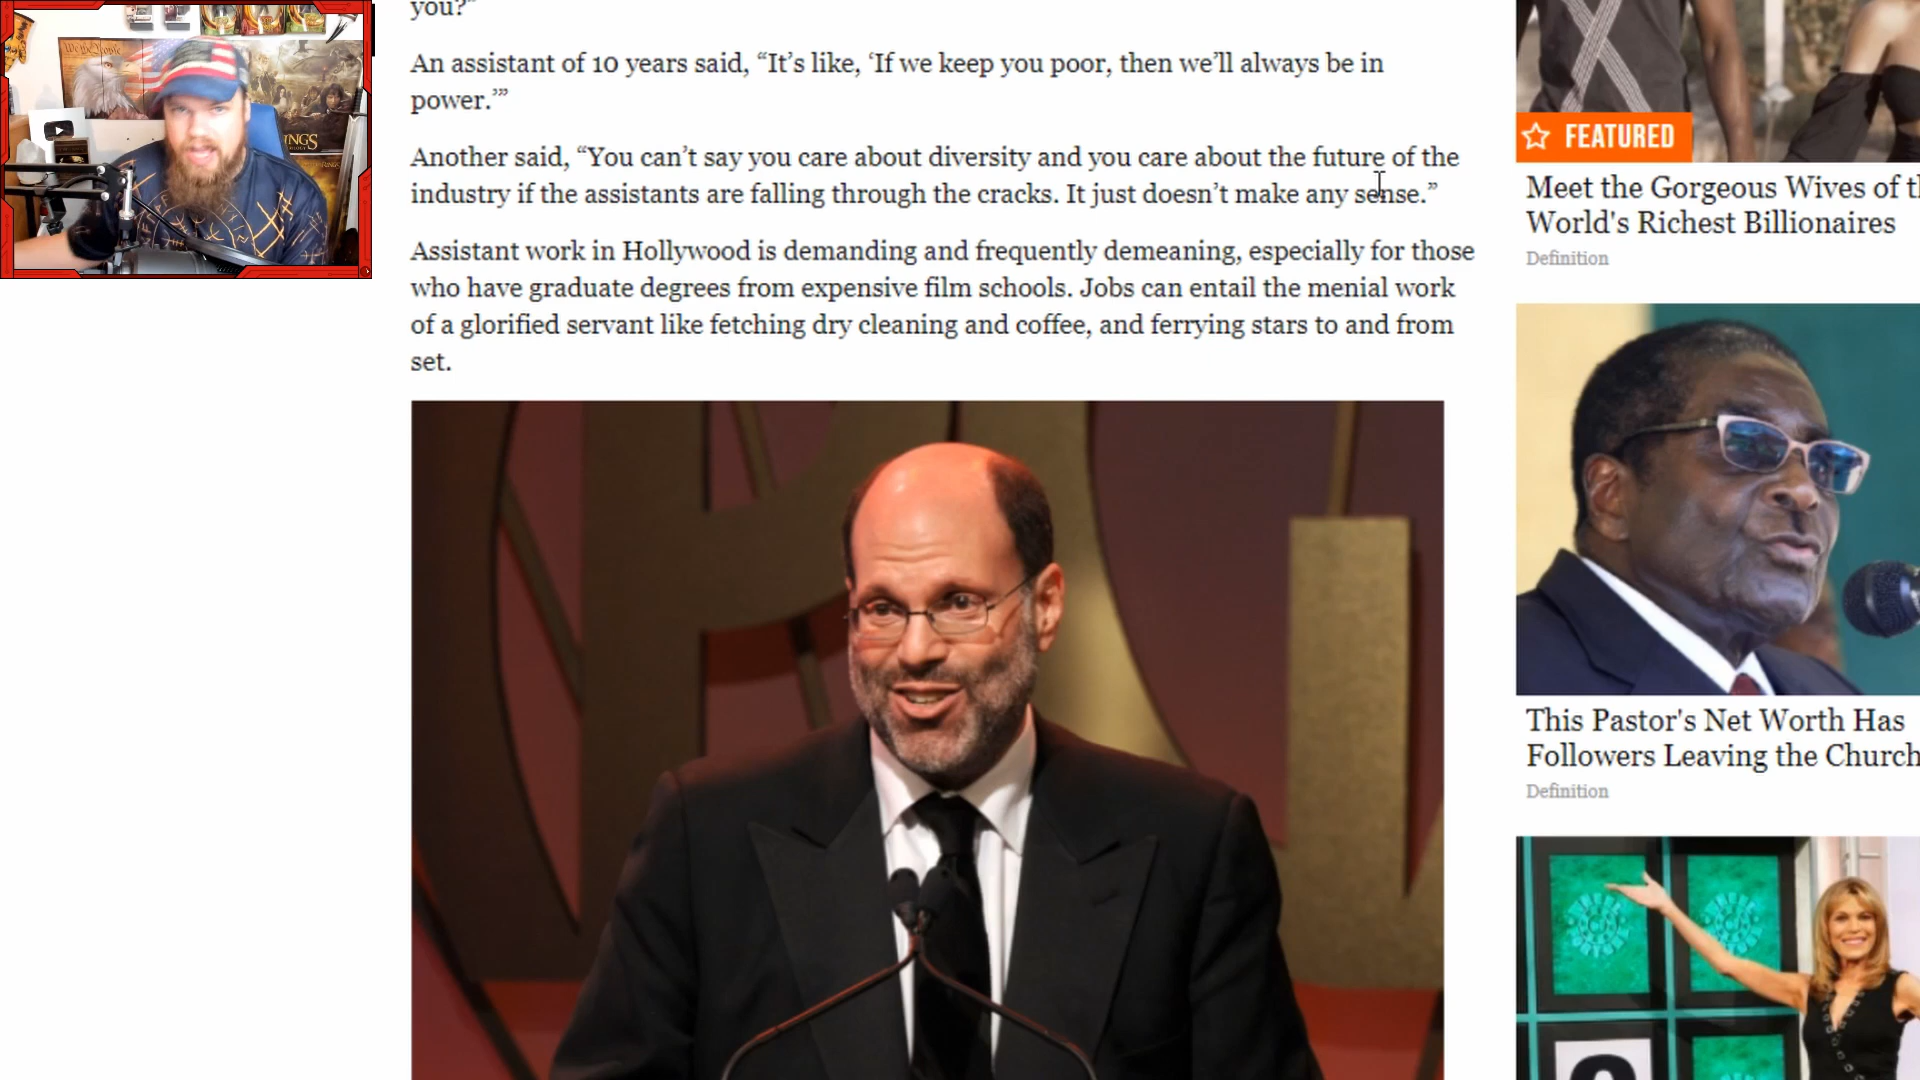 you?”
An assistant of 10 years said, “It’s like, ‘If we keep you poor, then we’ll always be in
power.’”
Another said, “You can’t say you care about diversity and you care about the future of the
industry if the assistants are falling through the cracks. It just doesn’t make any sense.”
Assistant work in Hollywood is demanding and frequently demeaning, especially for those
who have graduate degrees from expensive film schools. Jobs can entail the menial work
of a glorified servant like fetching dry cleaning and coffee, and ferrying stars to and from
set.
FEATURED
Meet the Gorgeous Wives of t
World's Richest Billionaires
Definition
This Pastor's Net Worth Has
Followers Leaving the Church
Definition
We the People
INGS